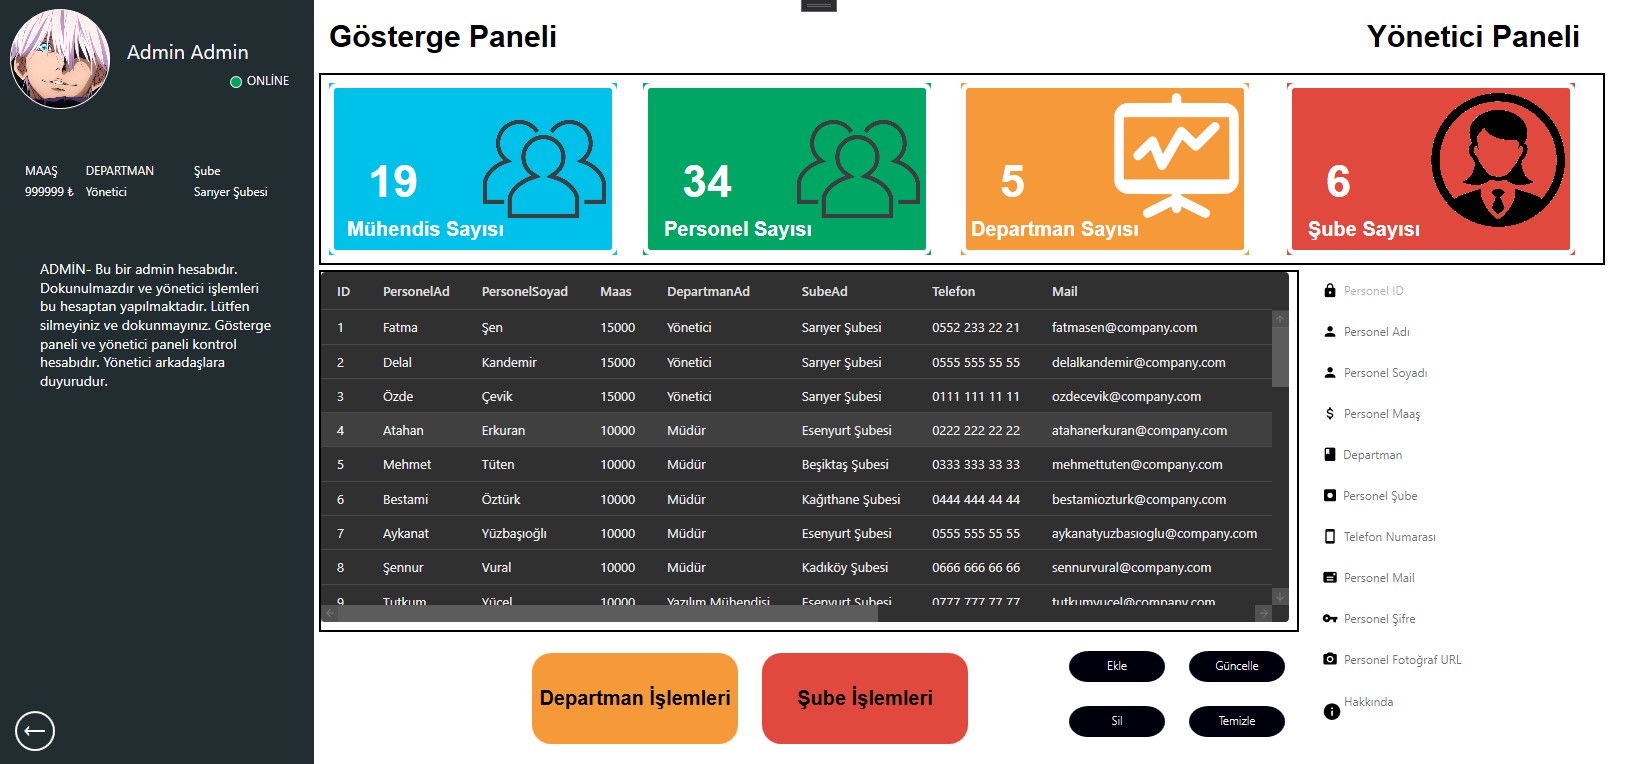 Admin Admin
ONLİNE
MAAŞ DEPARTMAN Şube
999999 ₺ Yönetici Sarıyer Şubesi
ADMİN- Bu bir admin hesabıdır.
Dokunulmazdır ve yönetici işlemleri
bu hesaptan yapılmaktadır. Lütfen
silmeyiniz ve dokunmayınız. Gösterge
paneli ve yönetici paneli kontrol
hesabıdır. Yönetici arkadaşlara
duyurudur.
Gösterge Paneli Yönetici Paneli
19
Mühendis Sayısı
34
Personel Sayısı
5
Departman Sayısı
6
Şube Sayısı
ID PersonelAd PersonelSoyad Maas DepartmanAd SubeAd Telefon Mail
1 Fatma Şen 15000 Yönetici Sarıyer Şubesi 0552 233 22 21 fatmasen@company.com
2 Delal Kandemir 15000 Yönetici Sarıyer Şubesi 0555 555 55 55 delalkandemir@company.com
3 Özde Çevik 15000 Yönetici Sarıyer Şubesi 0111 111 11 11 ozdecevik@company.com
4 Atahan Erkuran 10000 Müdür Esenyurt Şubesi 0222 222 22 22 atahanerkuran@company.com
5 Mehmet Tüten 10000 Müdür Beşiktaş Şubesi 0333 333 33 33 mehmettuten@company.com
6 Bestami Öztürk 10000 Müdür Kağıthane Şubesi 0444 444 44 44 bestamiozturk@company.com
7 Aykanat Yüzbaşıoğlı 10000 Müdür Esenyurt Şubesi 0555 555 55 55 aykanatyuzbasıoglu@company.com
8 Şennur Vural 10000 Müdür Kadıköy Şubesi 0666 666 66 66 sennurvural@company.com
9 Tutkum Yücel 10000 Yazılım Mühendisi Esenyurt Şubesi 0777 777 77 77 tutkumyucel@company.com
Personel ID
Personel Adı
Personel Soyadı
Personel Maaş
Departman
Personel Şube
Telefon Numarası
Personel Mail
Personel Şifre
Personel Fotoğraf URL
Hakkında
Departman İşlemleri Şube İşlemleri
Ekle Güncelle
Sil Temizle